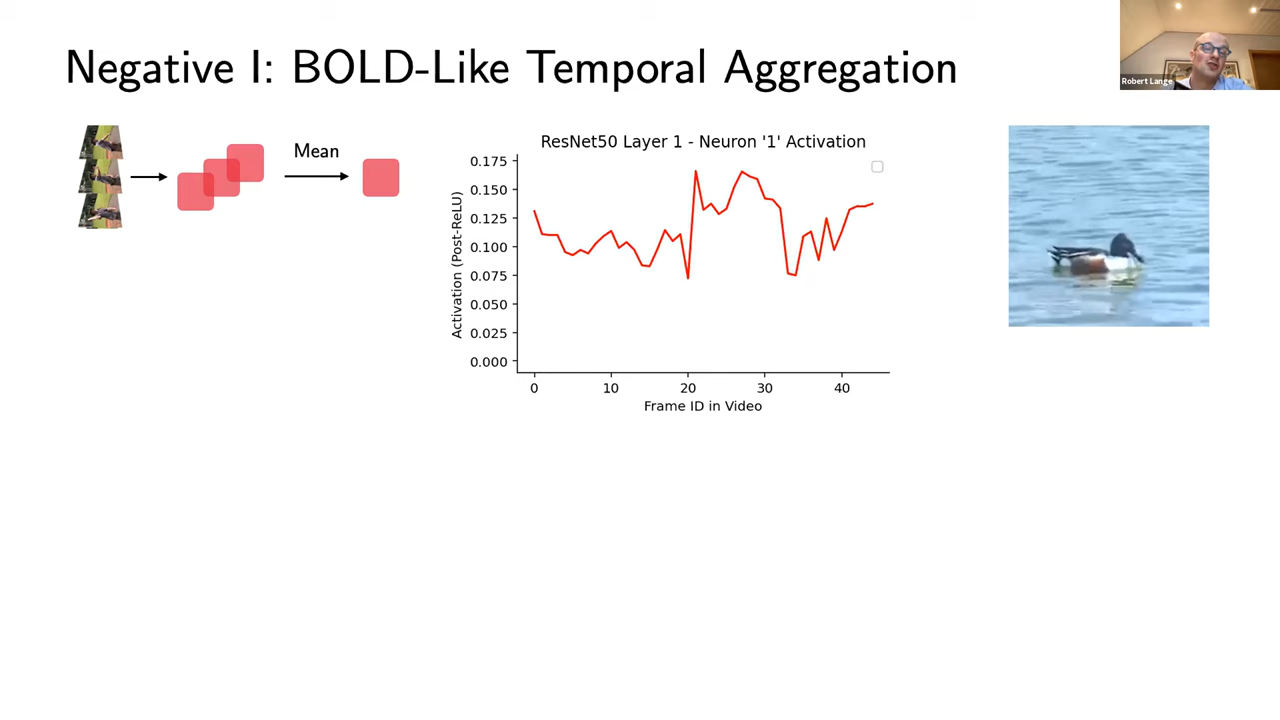 Negative I: BOLD-Like Temporal Aggregation
Robert Lange
Mean
ResNet50 Layer 1 - Neuron '1' Activation
Activation (Post-ReLU)
0.175
0.150
0.125
0.100
0.075
0.050
0.025
0.000
0 10 20 30 40
Frame ID in Video